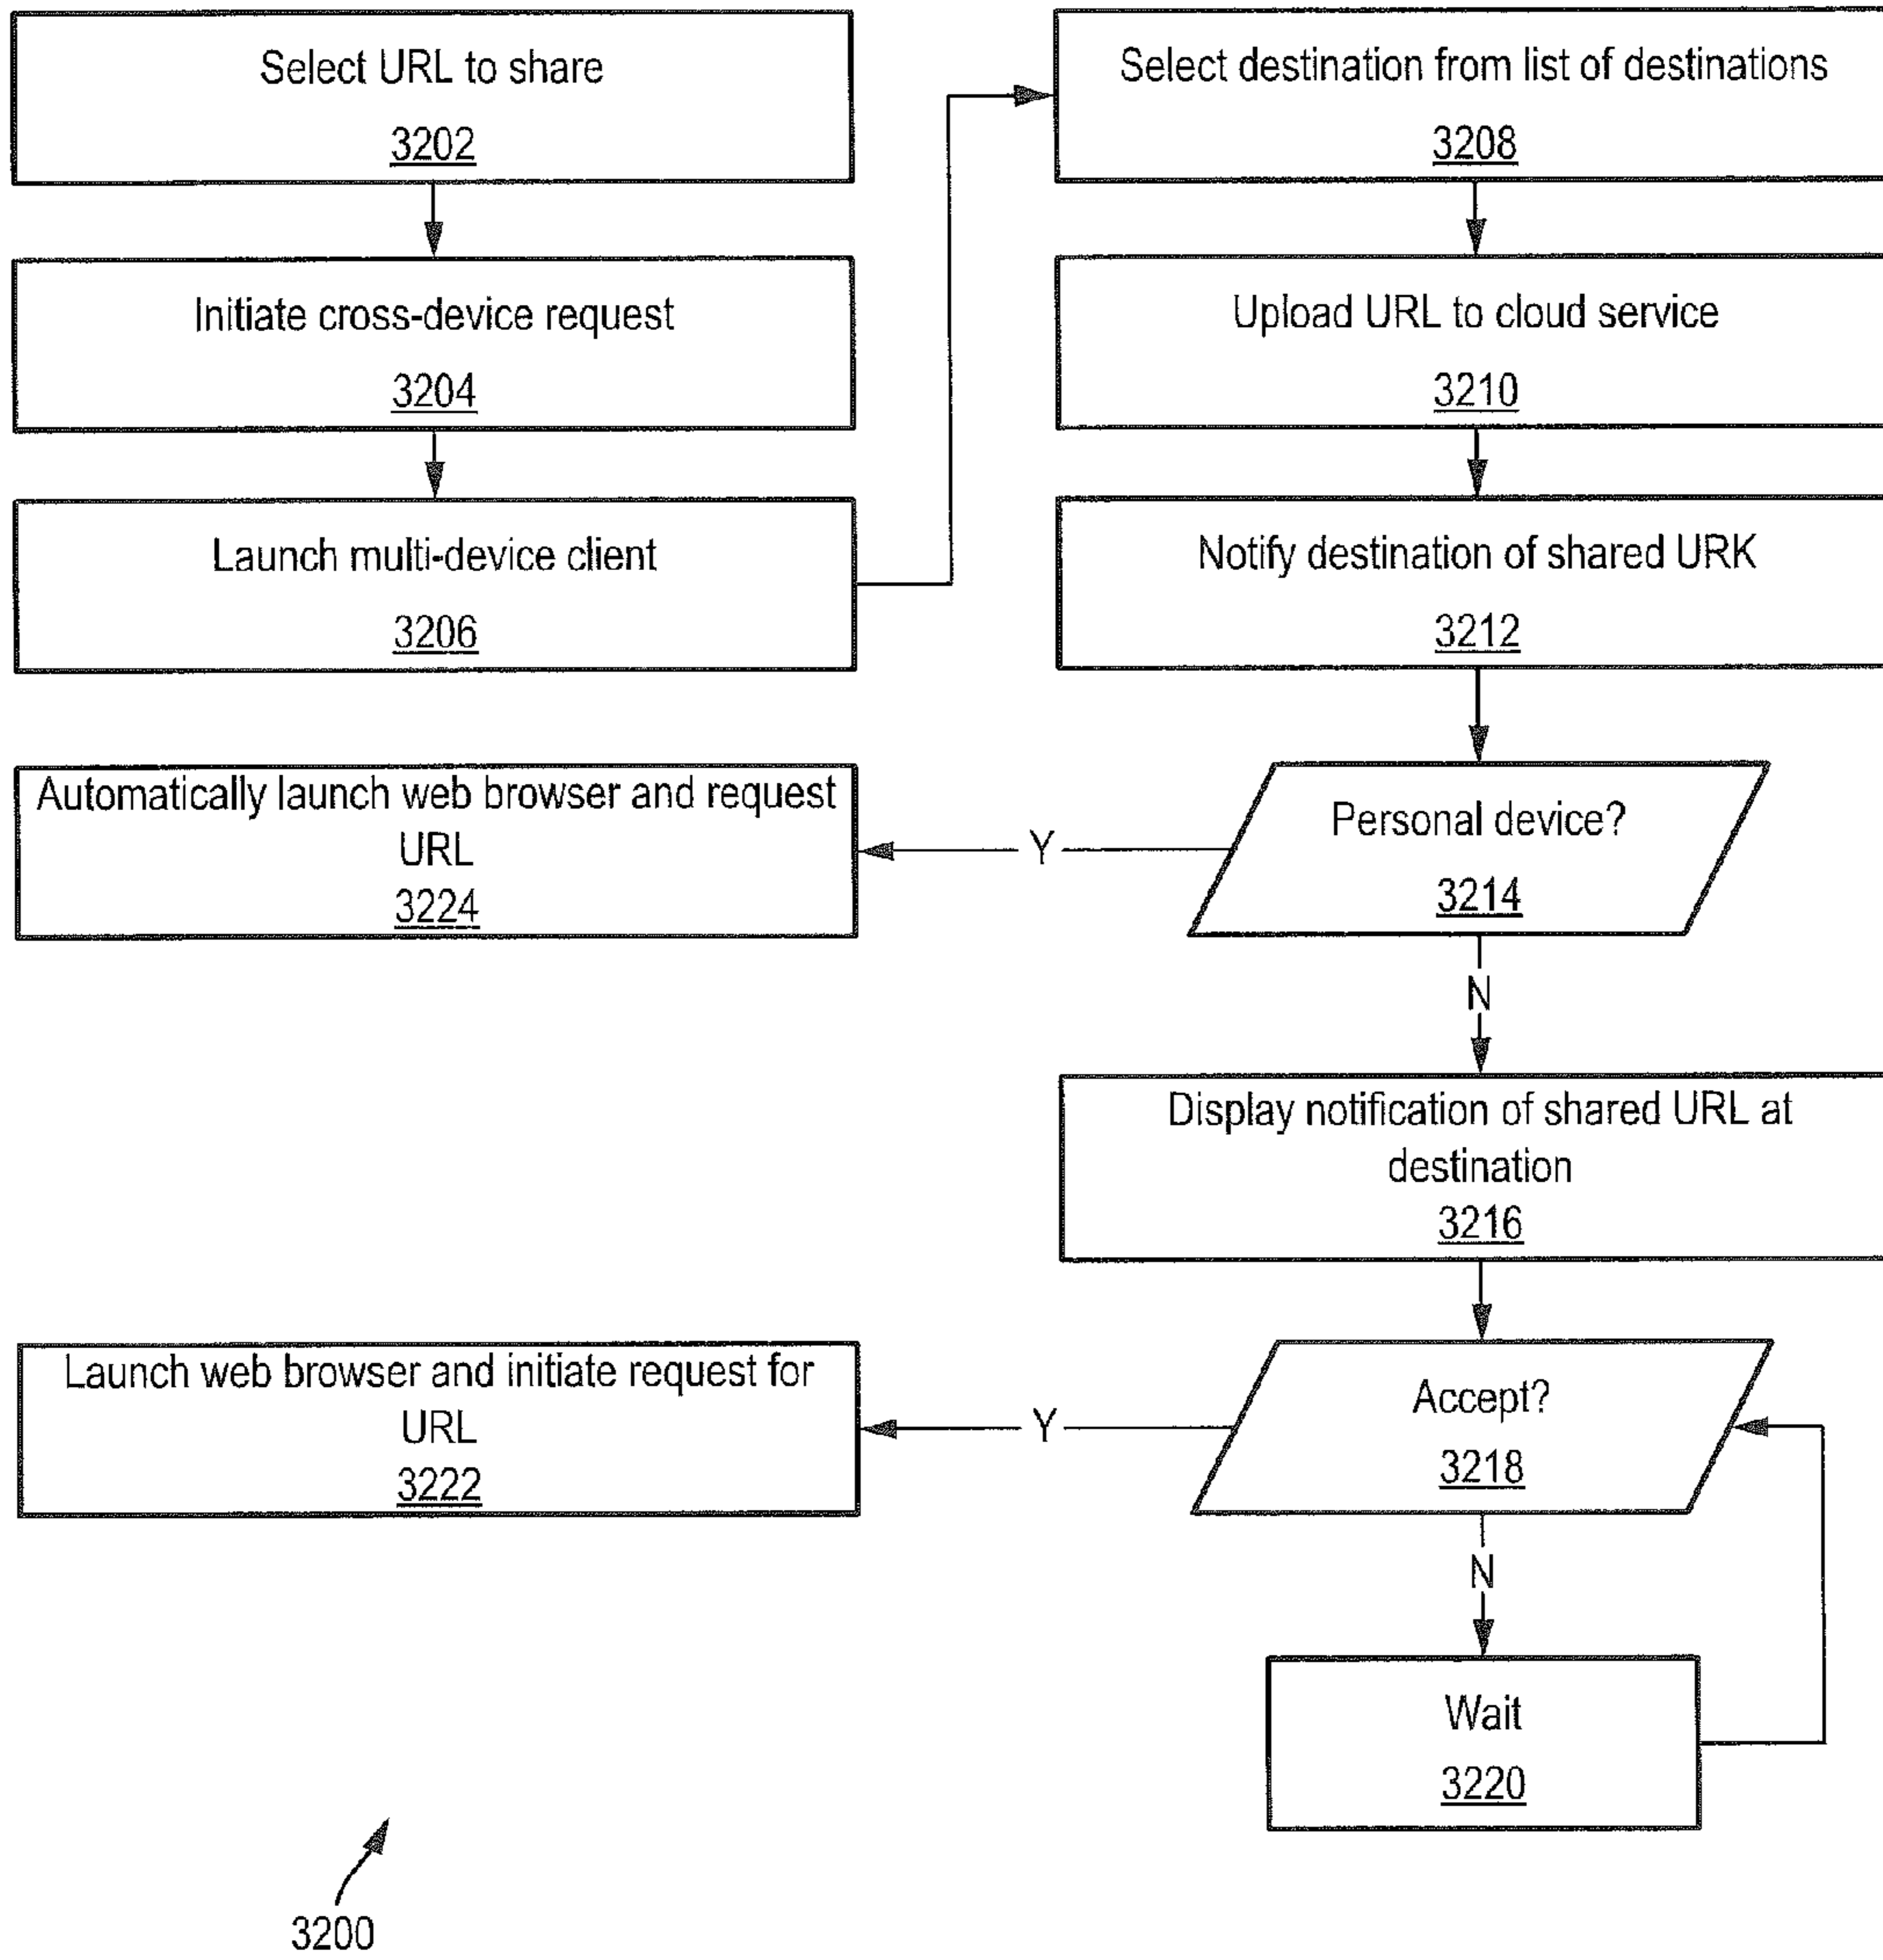 Select URL to share
3202
Initiate cross-device request
3204
Launch multi-device client
3206
Select destination from list of destinations
3208
Upload URL to cloud service
3210
Notify destination of shared URK
3212
Personal device?
3214
Y
Automatically launch web browser and request
URL
3224
N
Display notification of shared URL at
destination
3216
Accept?
3218
Y
Launch web browser and initiate request for
URL
3222
N
Wait
3220
3200